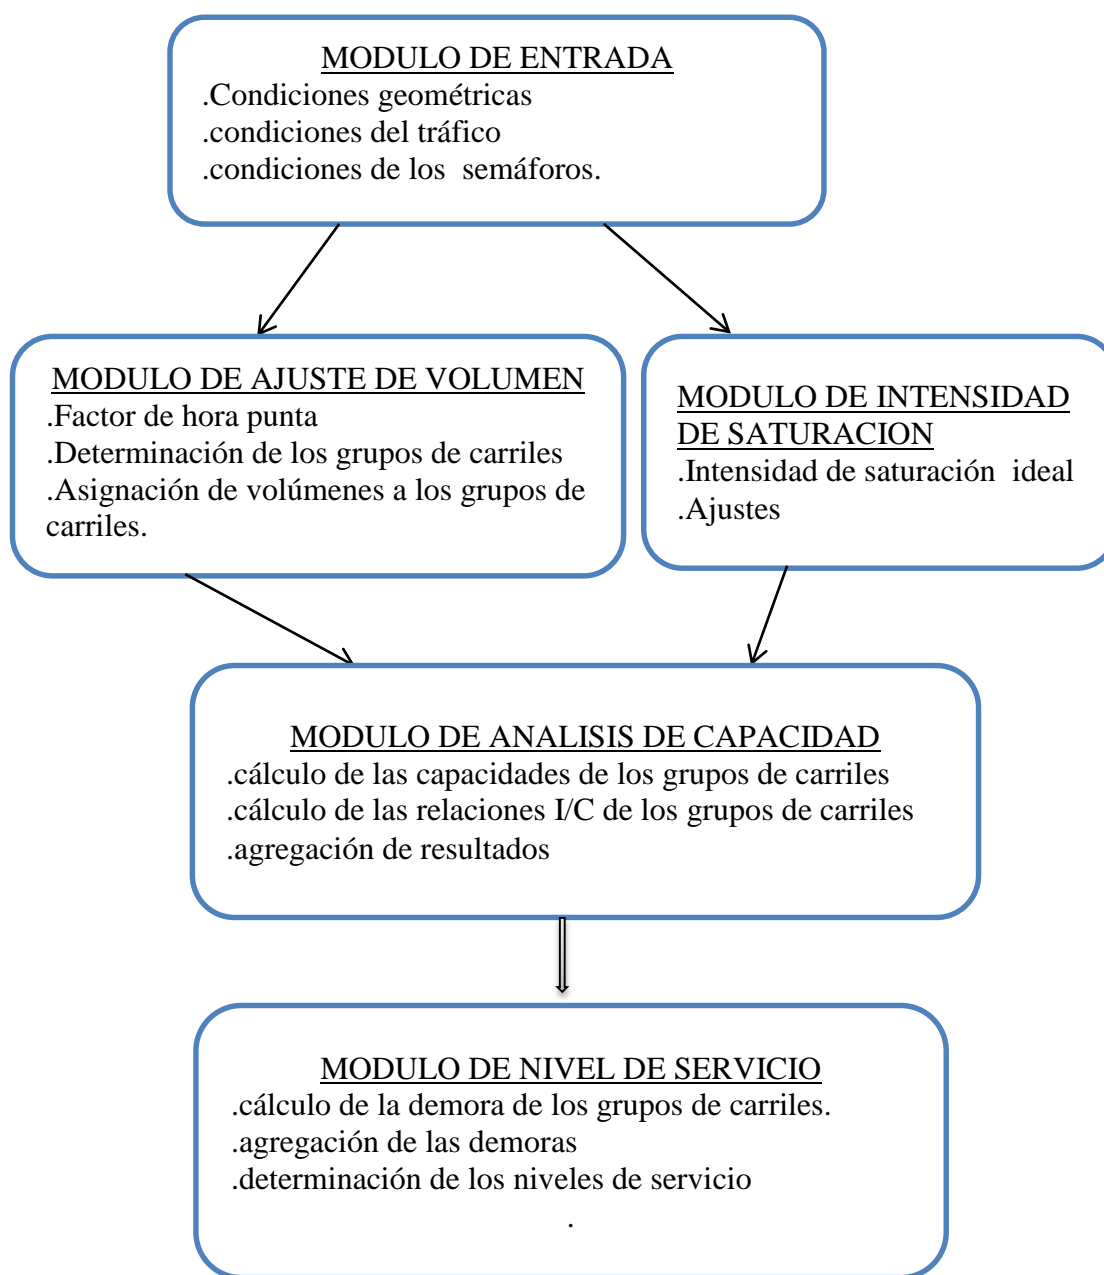 MODULO DE ENTRADA
.Condiciones geométricas
.condiciones del tráfico
.condiciones de los semáforos.
MODULO DE AJUSTE DE VOLUMEN
.Factor de hora punta
.Determinación de los grupos de carriles
.Asignación de volúmenes a los grupos de
carriles.
MODULO DE INTENSIDAD
DE SATURACION
.Intensidad de saturación ideal
.Ajustes
MODULO DE ANALISIS DE CAPACIDAD
.cálculo de las capacidades de los grupos de carriles
.cálculo de las relaciones I/C de los grupos de carriles
.agregación de resultados
MODULO DE NIVEL DE SERVICIO
.cálculo de la demora de los grupos de carriles.
.agregación de las demoras
.determinación de los niveles de servicio
.